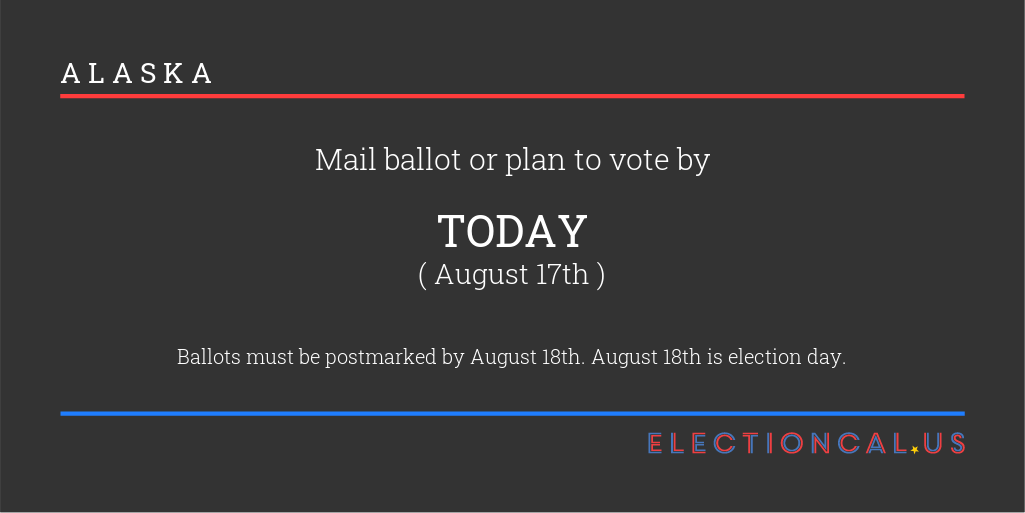 ALASKA
Mail ballot or plan to vote by
TODAY
( August 17th )
Ballots must be postmarked by August 18th. August 18th is election day.
ELECTIONCAL.US